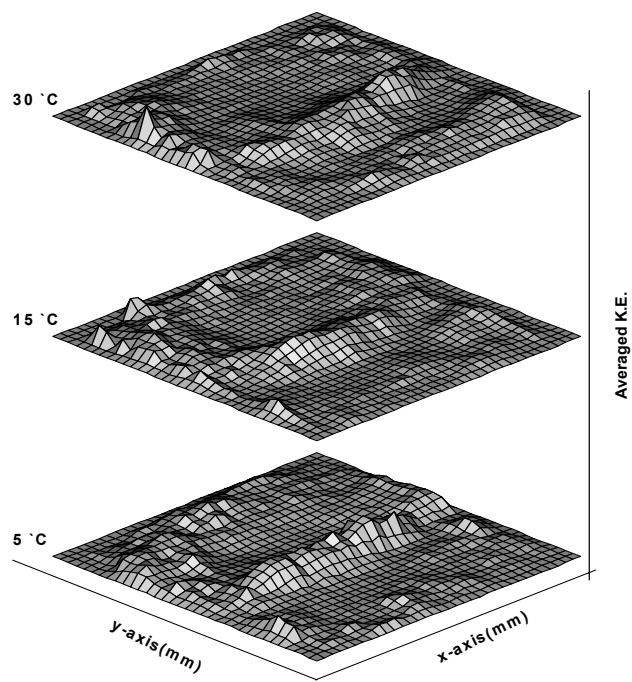 30 `C
15 `C
5 `C
Averaged K.E.
y-axis(mm)
x-axis(mm)